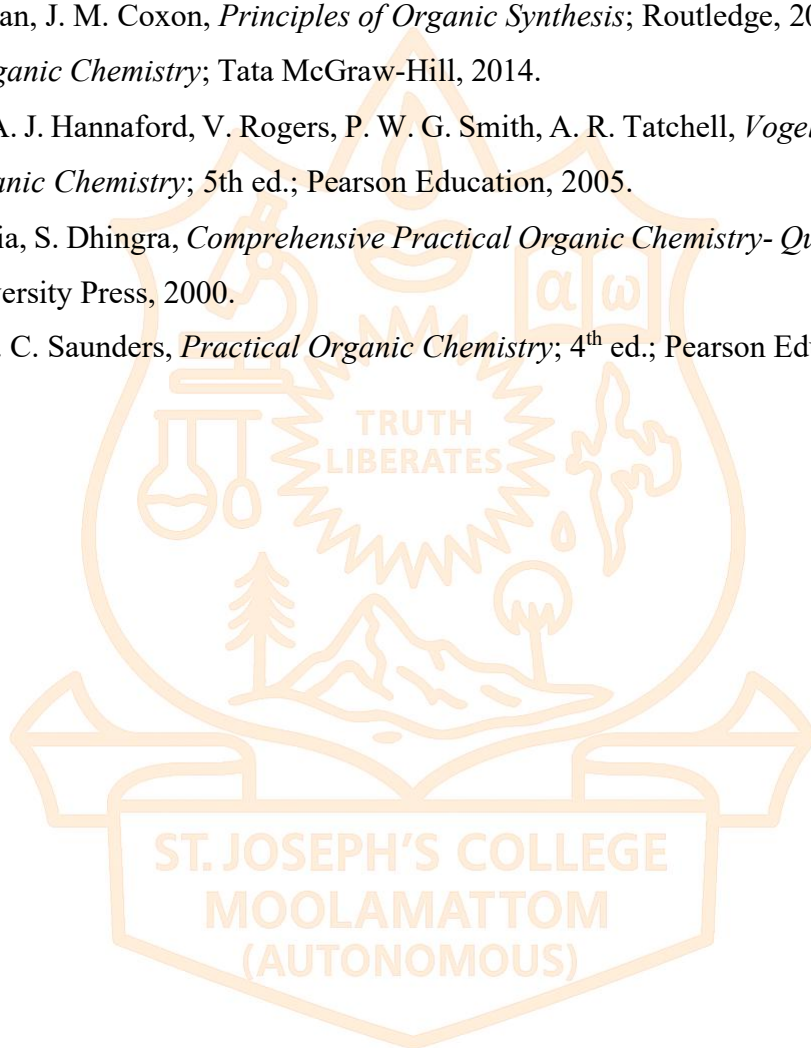 an, J. M. Coxon, Principles of Organic Synthesis; Routledge, 20
ganic Chemistry; Tata McGraw-Hill, 2014.
A. J. Hannaford, V. Rogers, P. W. G. Smith, A. R. Tatchell, Vogel
anic Chemistry; 5th ed.; Pearson Education, 2005.
ia, S. Dhingra, Comprehensive Practical Organic Chemistry- Qu
versity Press, 2000.
. C. Saunders, Practical Organic Chemistry; 4th ed.; Pearson Edu
α ω
TRUTH
LIBERATES
ST. JOSEPH'S COLLEGE
MOOLAMATTOM
(AUTONOMOUS)